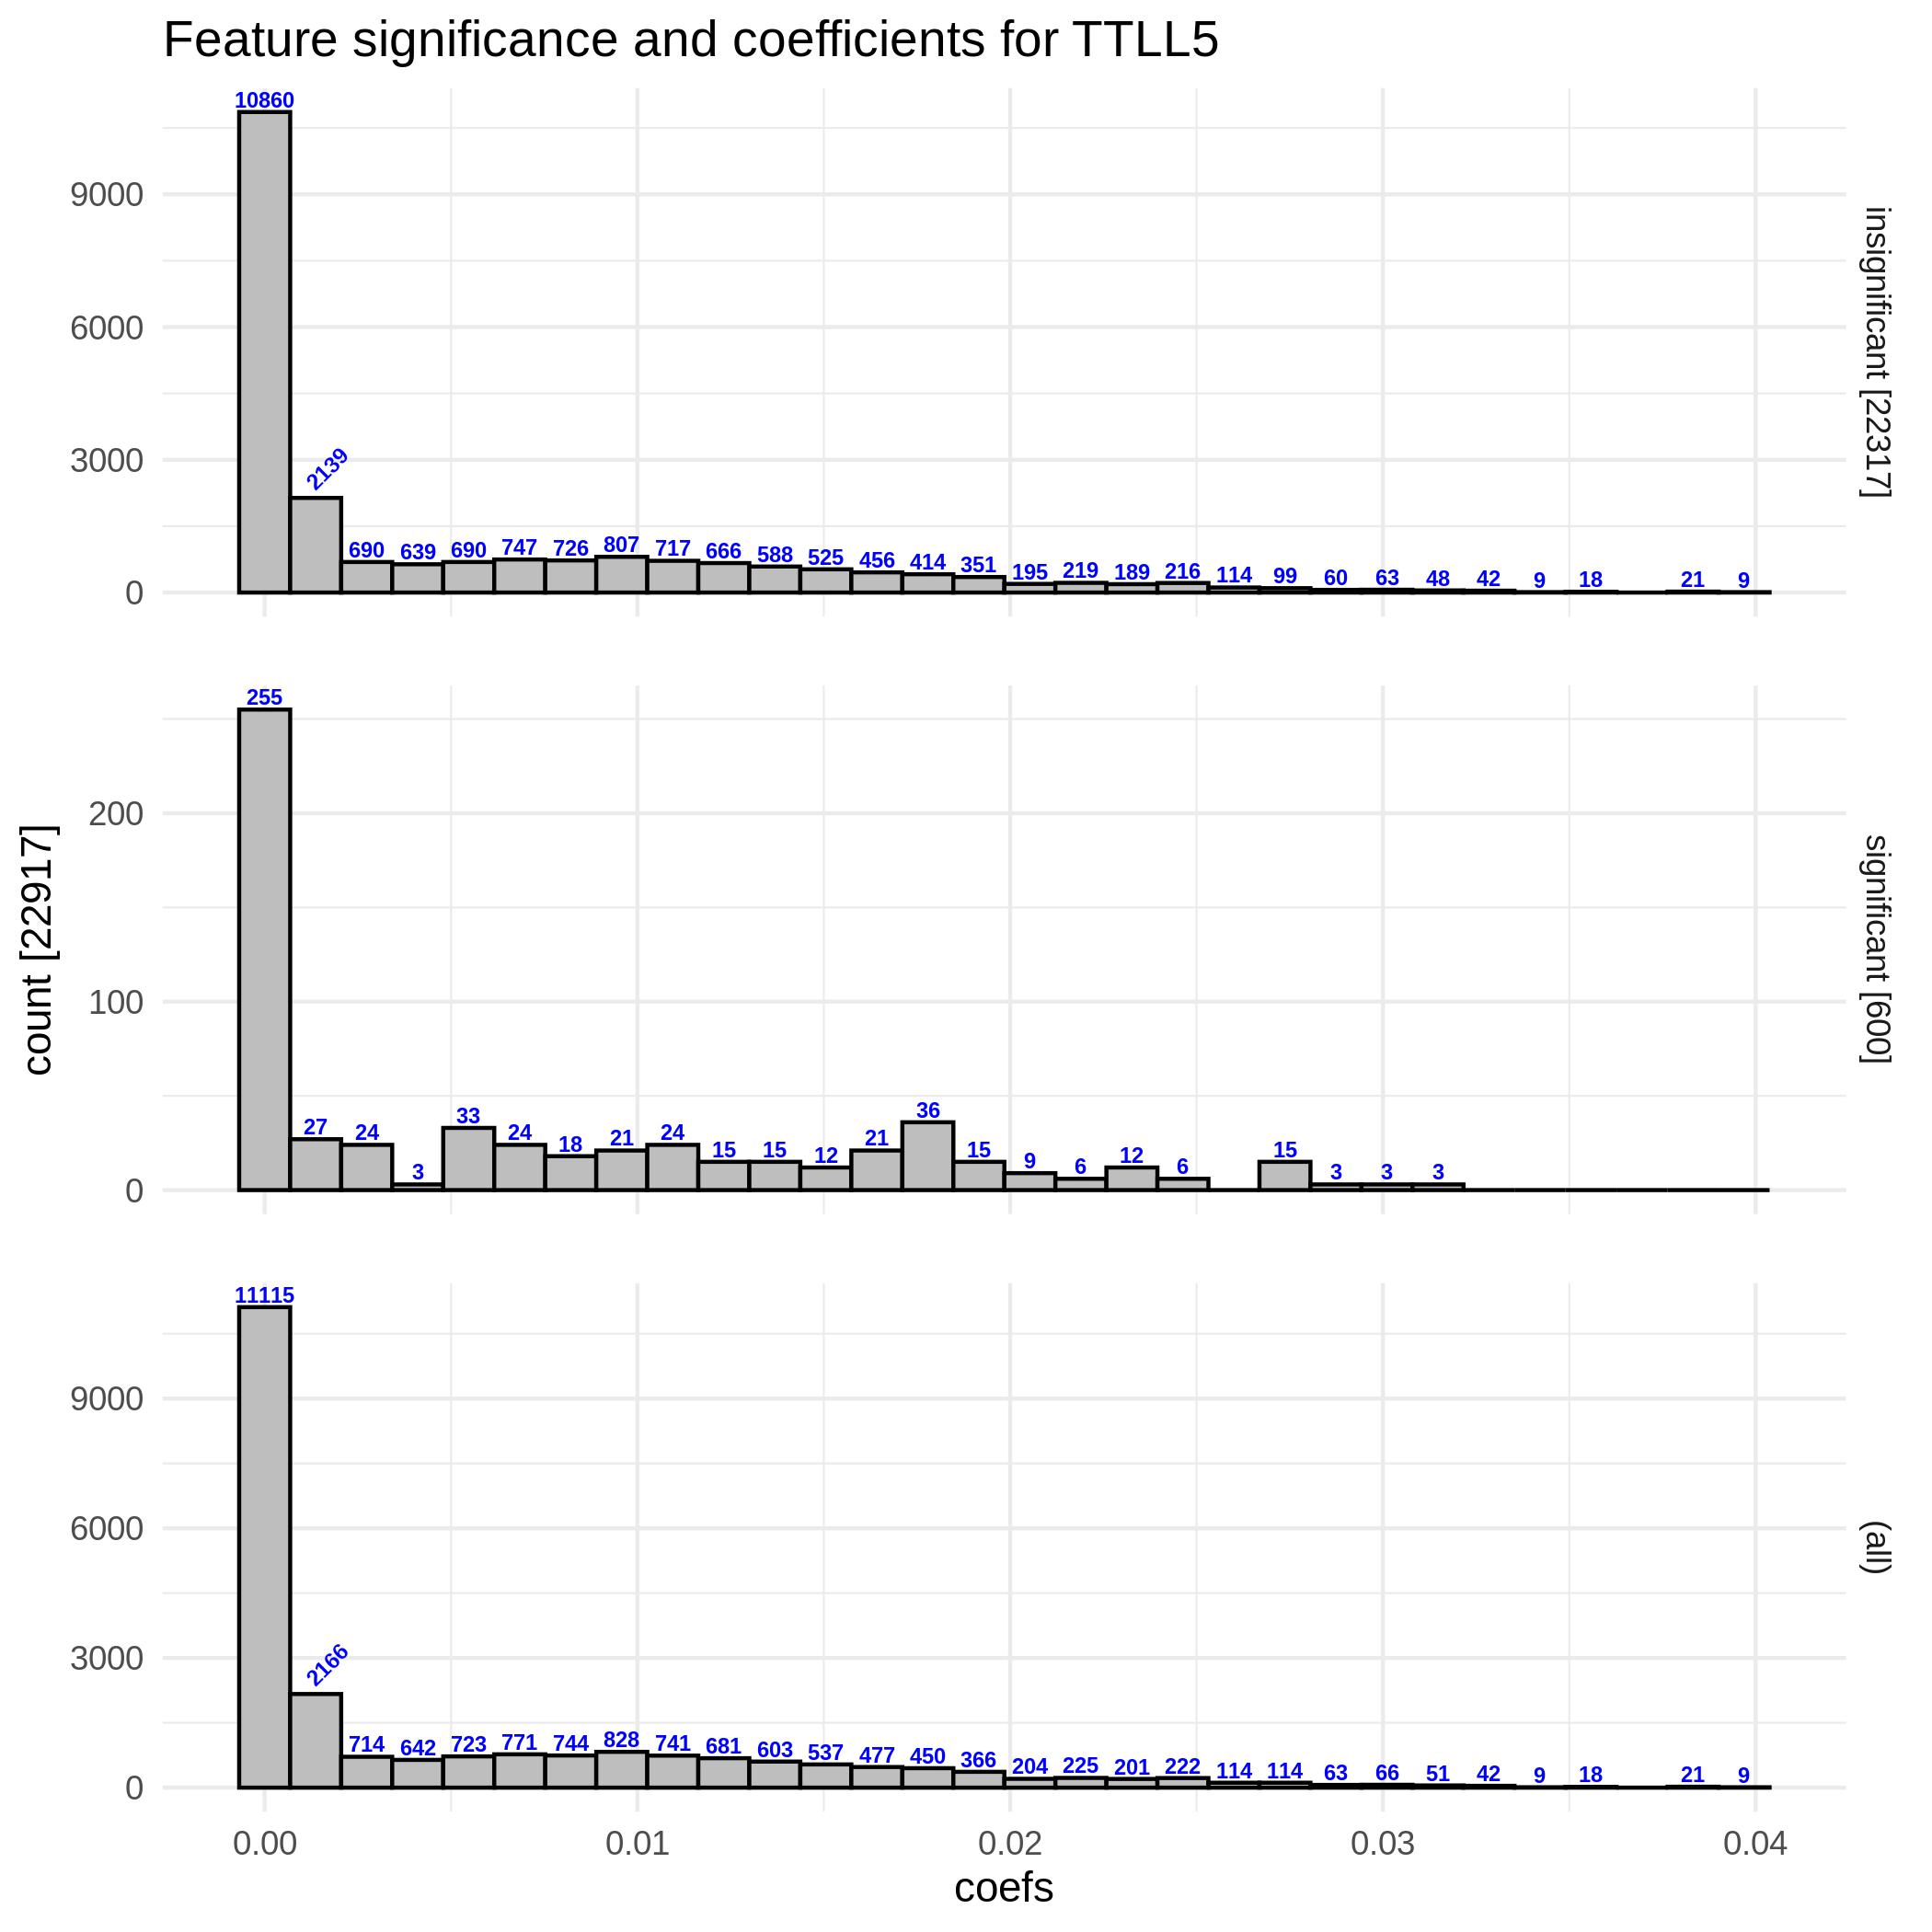 Feature significance and coefficients for TTLL5
10860
9000
6000
3000
0
2139
690 639 690 747 726 807 717 666 588 525 456 414 351 195 219 189 216 114 99 60 63 48 42 9 18 21 9
insignificant [22317]
count [22917]
255
200
100
0
27 24 3 33 24 18 21 24 15 15 12 21 36 15 9 6 12 6 15 3 3 3
significant [600]
11115
9000
6000
3000
0
2166
714 642 723 771 744 828 741 681 603 537 477 450 366 204 225 201 222 114 114 63 66 51 42 9 18 21 9
(all)
0.00 0.01 0.02 0.03 0.04
coefs